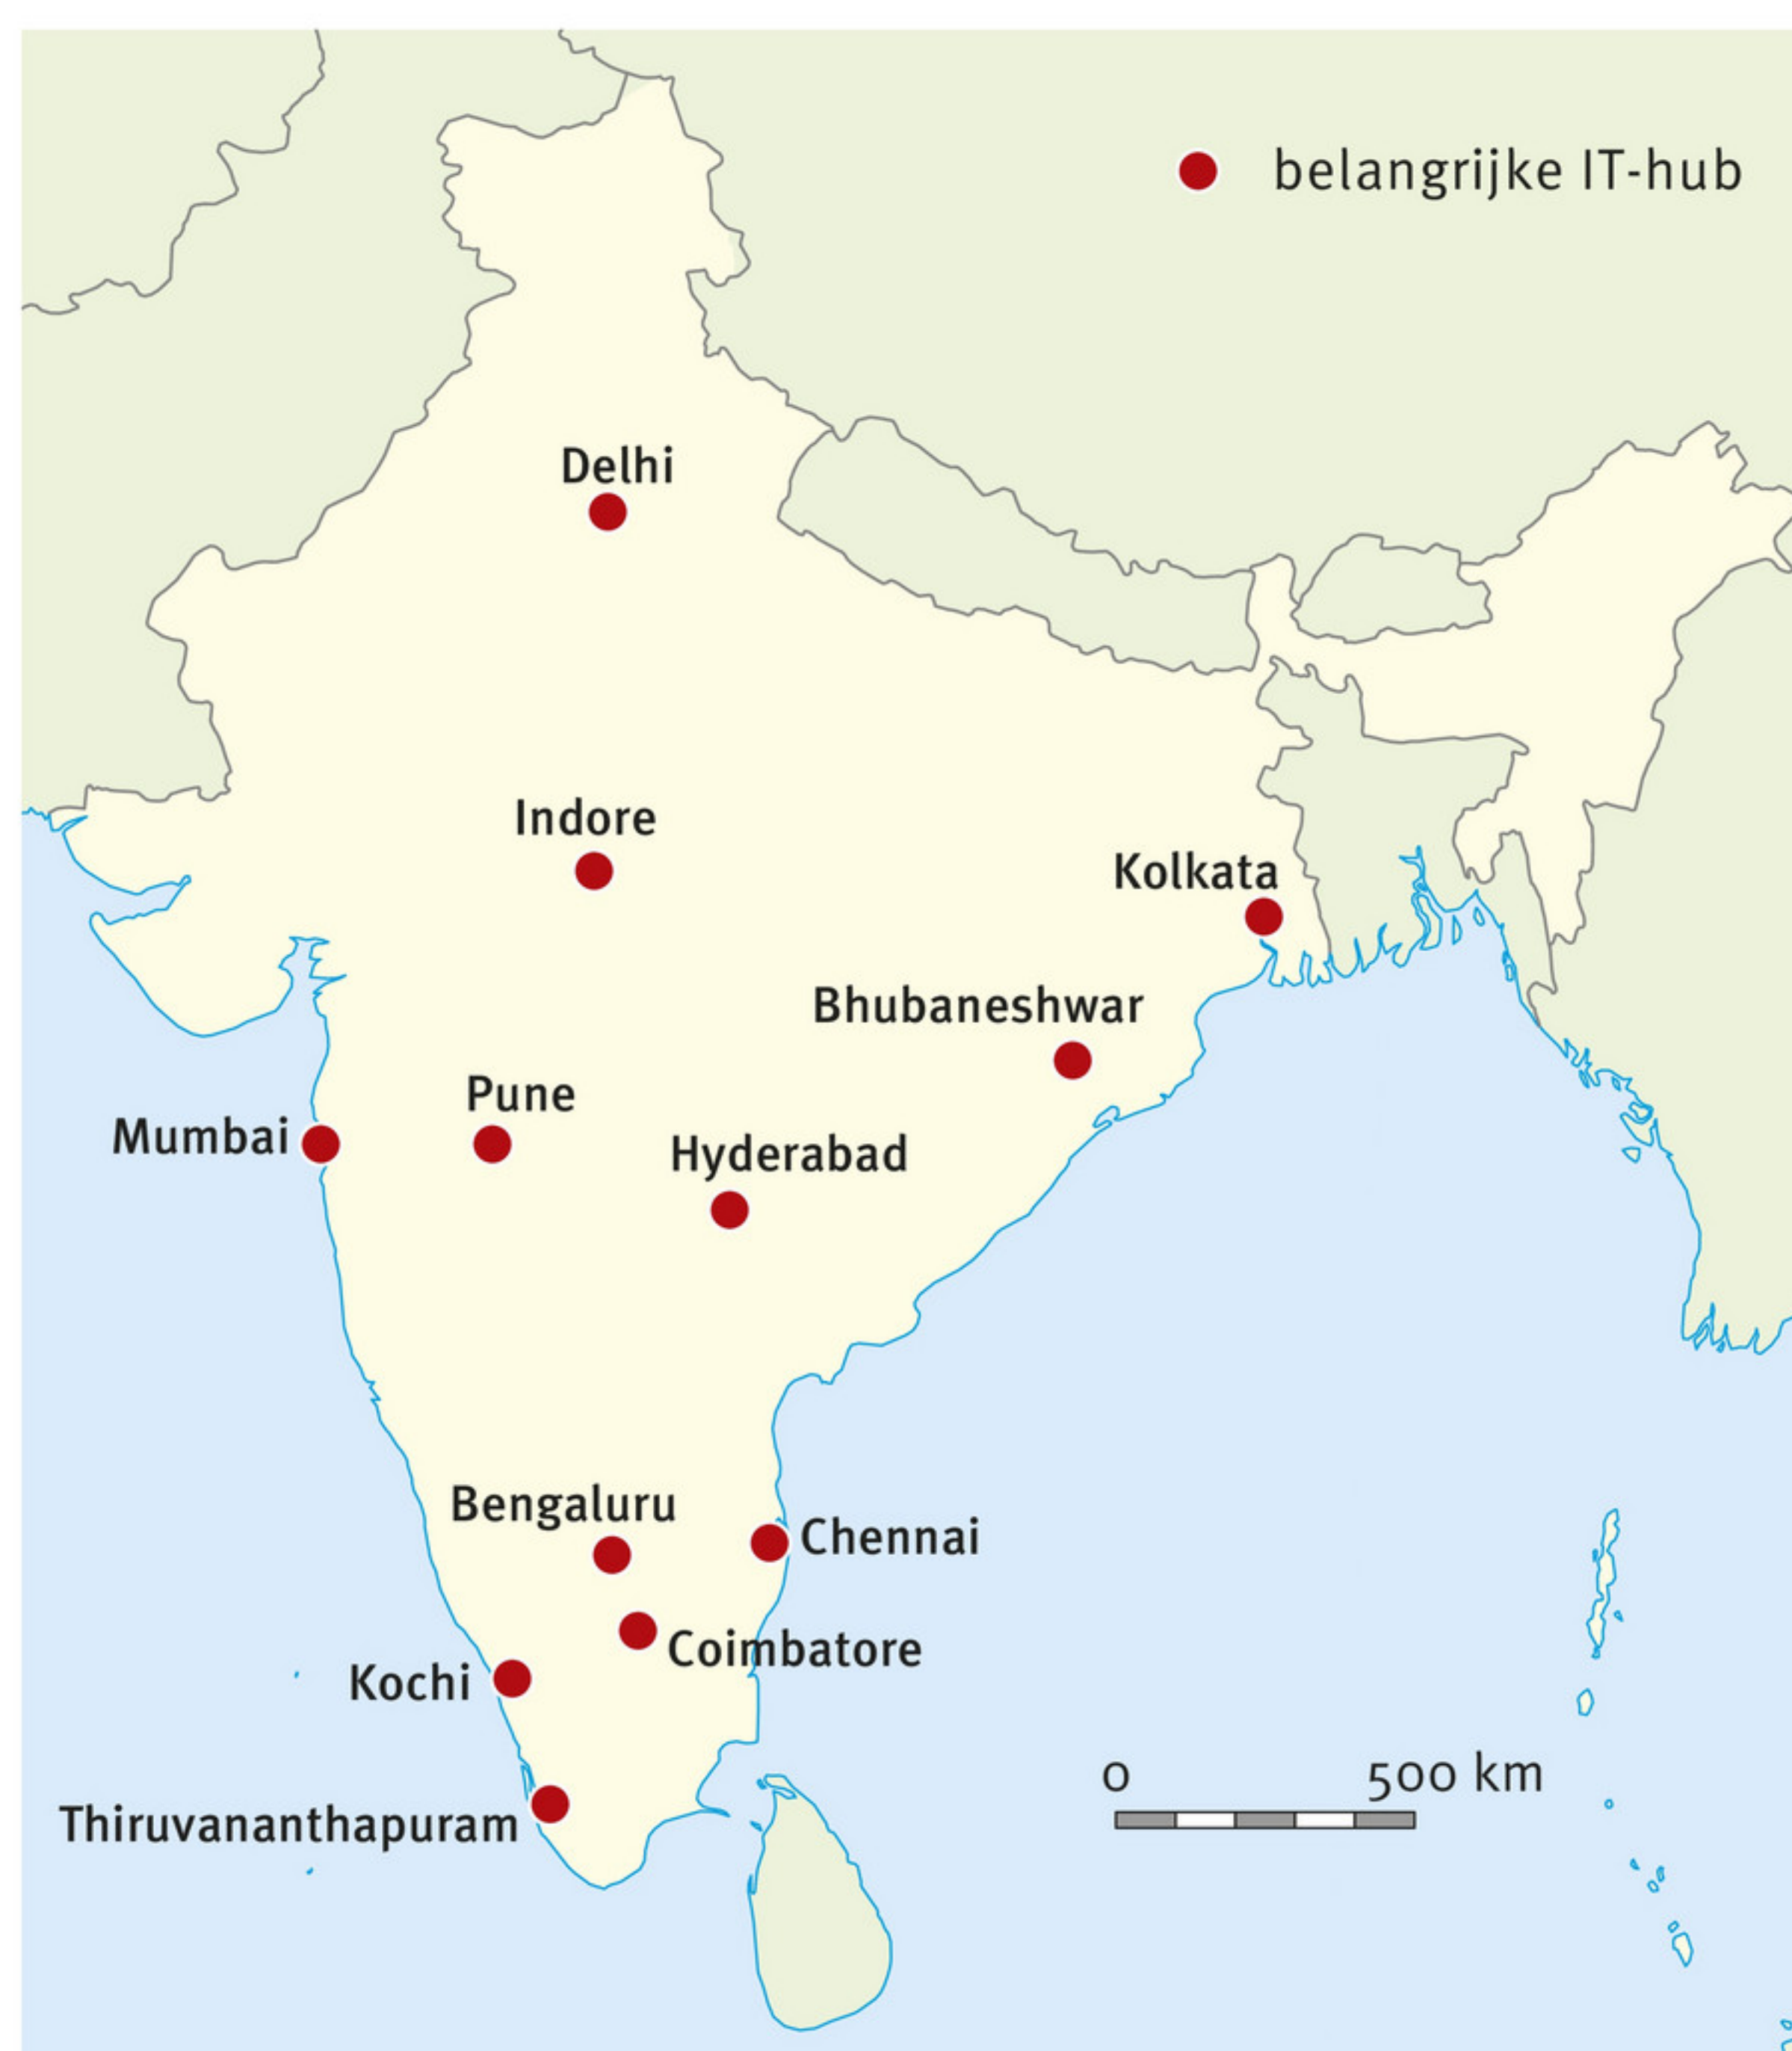 belangrijke IT-hub
Delhi
Indore
Kolkata
Bhubaneshwar
Pune
Mumbai
Hyderabad
Bengaluru
Chennai
Coimbatore
Kochi
0 500 km
Thiruvananthapuram